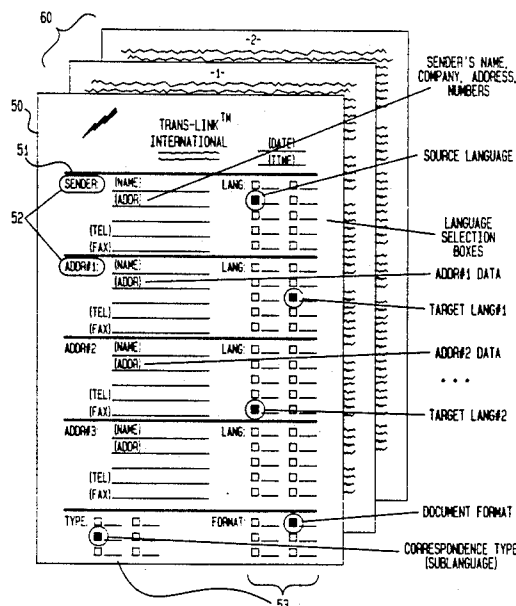 60
-2-
-1-
50
TRANS-LINK™
INTERNATIONAL
(DATE)
(TIME)
51
52
SENDER:
(NAME)
(ADDR)
(TEL)
(FAX)
LANG:
ADDR#1:
(NAME)
(ADDR)
(TEL)
(FAX)
LANG:
ADDR#2
(NAME)
(ADDR)
(TEL)
(FAX)
LANG:
ADDR#3
(NAME)
(ADDR)
(TEL)
(FAX)
LANG:
TYPE:
FORMAT:
53
SENDER'S NAME,
COMPANY, ADDRESS,
NUMBERS
SOURCE LANGUAGE
LANGUAGE
SELECTION
BOXES
ADDR#1 DATA
TARGET LANG#1
ADDR#2 DATA
...
TARGET LANG#2
DOCUMENT FORMAT
CORRESPONDENCE TYPE
(SUBLANGUAGE)